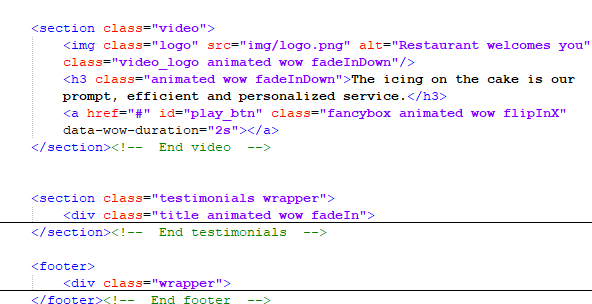 <section class="video">
<img class="logo" src="img/logo.png" alt="Restaurant welcomes you"
class="video_logo animated wow fadeInDown"/>
<h3 class="animated wow fadeInDown">The icing on the cake is our
prompt, efficient and personalized service.</h3>
<a href="#" id="play_btn" class="fancybox animated wow flipInX"
data-wow-duration="2s"></a>
</section><!--  End video  -->
<section class="testimonials wrapper">
<div class="title animated wow fadeIn">
</section><!--  End testimonials  -->
<footer>
<div class="wrapper">
</footer><!--  End footer  -->